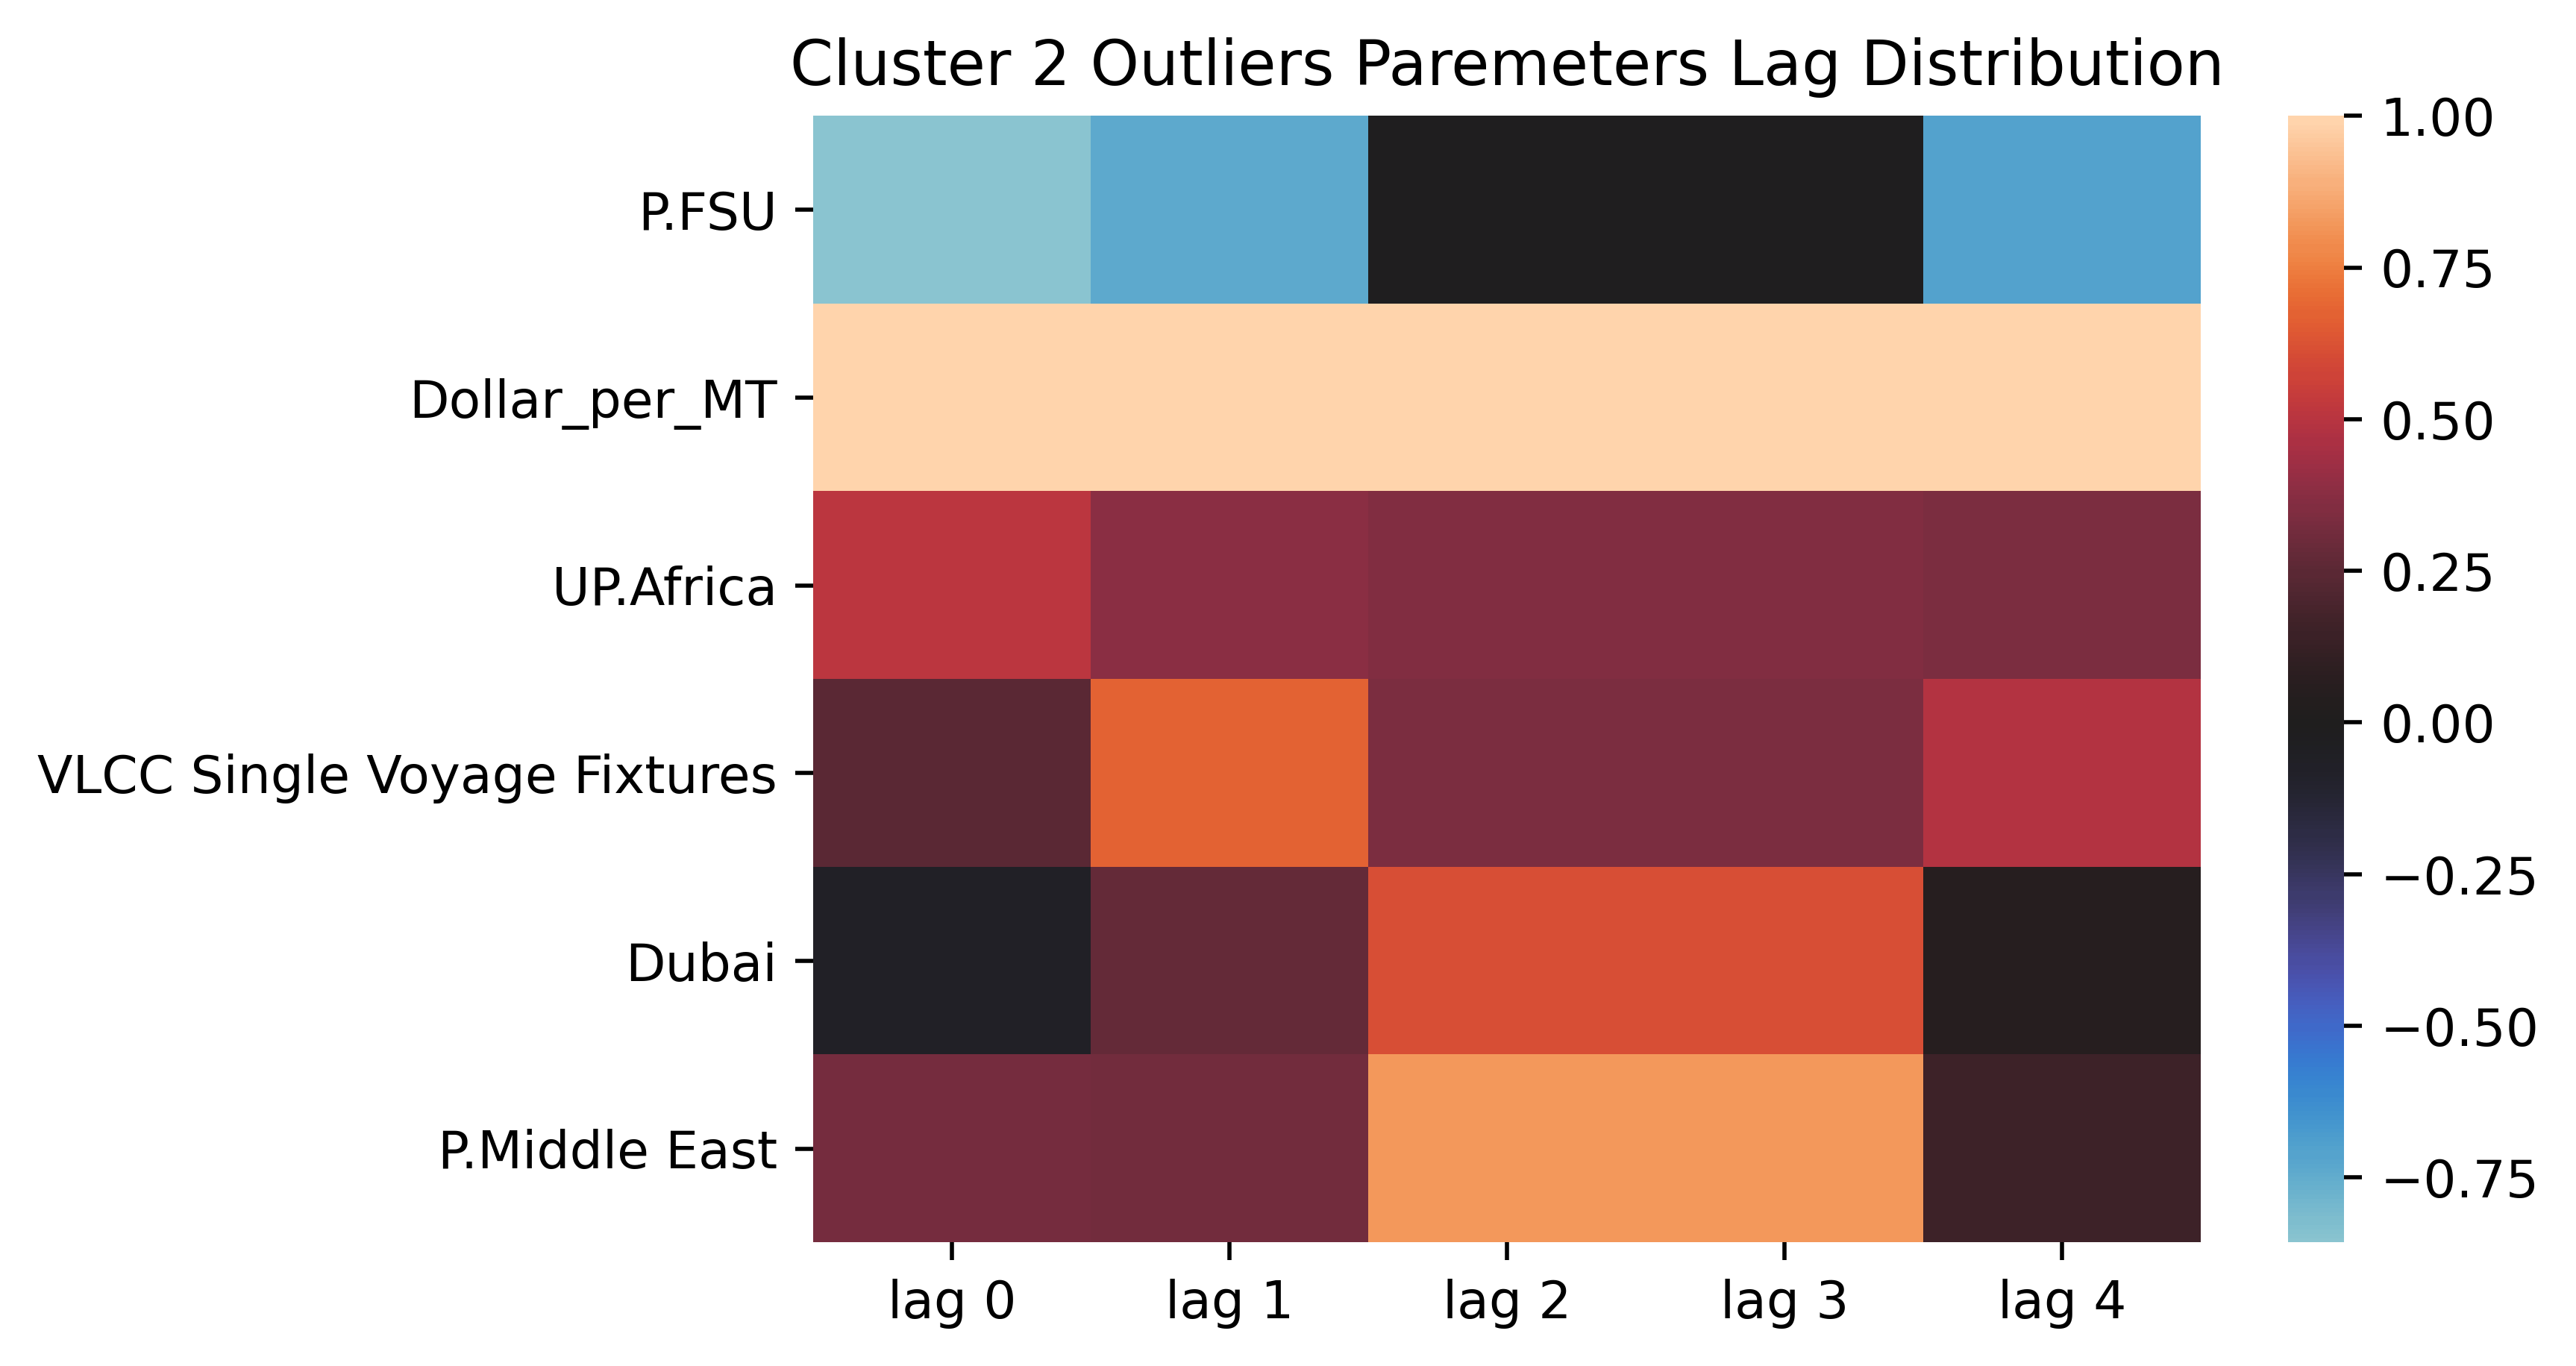 Cluster 2 Outliers Paremeters Lag Distribution
P.FSU
Dollar_per_MT
UP.Africa
VLCC Single Voyage Fixtures
Dubai
P.Middle East
lag 0 lag 1 lag 2 lag 3 lag 4
1.00
0.75
0.50
0.25
0.00
−0.25
−0.50
−0.75